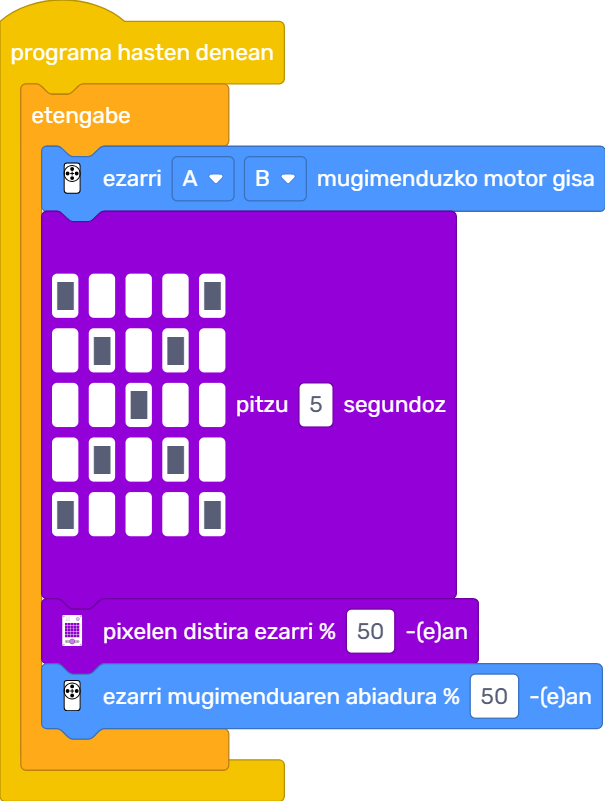 programa hasten denean
etengabe
ezarri A B mugimenduzko motor gisa
pitzu 5 segundoz
pixelen distira ezarri % 50 -(e)an
ezarri mugimenduaren abiadura % 50 -(e)an